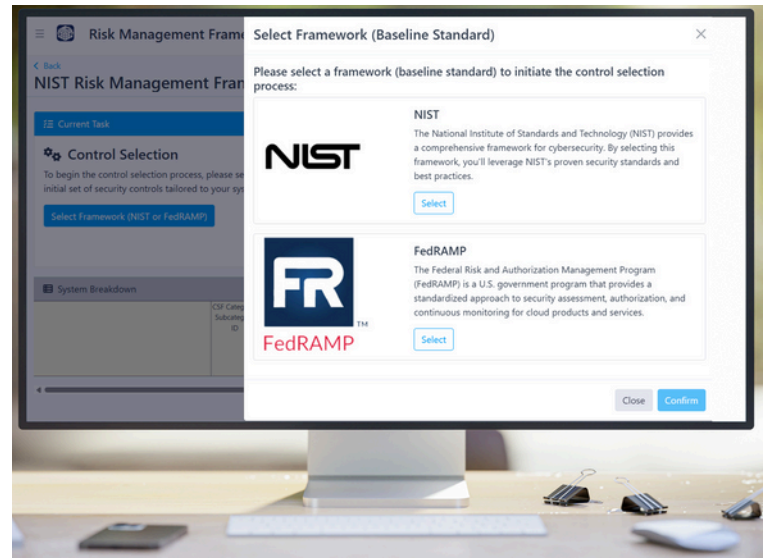 Risk Management Frame
Back
NIST Risk Management Fran
Current Task
Control Selection
To begin the control selection process, please se
initial set of security controls tailored to your sys
Select Framework (NIST or FedRAMP)
System Breakdown
CSF Categ
Subcateg
ID
Select Framework (Baseline Standard)
Please select a framework (baseline standard) to initiate the control selection
process:
NIST
NIST
The National Institute of Standards and Technology (NIST) provides
a comprehensive framework for cybersecurity. By selecting this
framework, you'll leverage NIST's proven security standards and
best practices.
Select
FR
TM
FedRAMP
FedRAMP
The Federal Risk and Authorization Management Program
(FedRAMP) is a U.S. government program that provides a
standardized approach to security assessment, authorization, and
continuous monitoring for cloud products and services.
Select
Close
Confirm